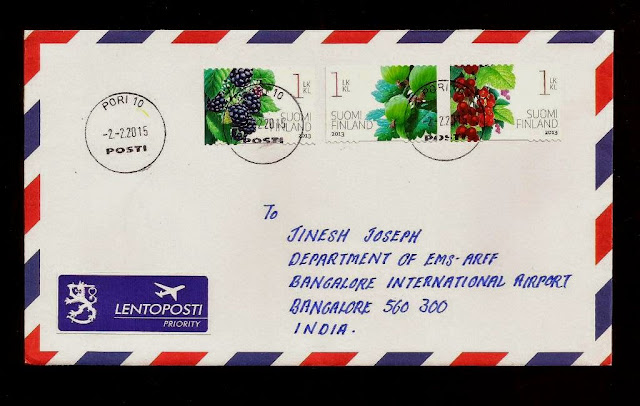 PORI 10
-2.-2.2015
POSTI
1 LK
KL
SUOMI
FINLAND
2013
1 LK
KL
SUOMI
FINLAND
2013
PORI
1 LK
KL
SUOMI
FINLAND
2013
To
JINESH JOSEPH
DEPARTMENT OF EMS-ARFF
BANGALORE INTERNATIONAL AIRPORT
BANGALORE 560 300
INDIA.
LENTOPOSTI
PRIORITY